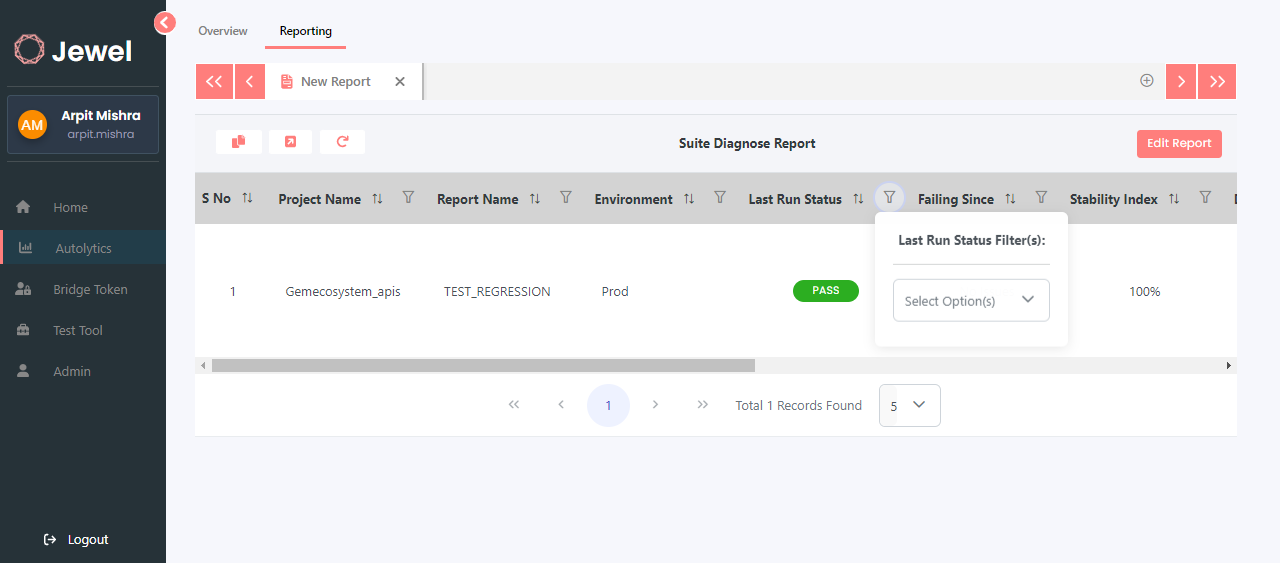 Jewel
AM
Arpit Mishra
arpit.mishra
Home
Autolytics
Bridge Token
Test Tool
Admin
Logout
Overview
Reporting
New Report
Suite Diagnose Report
Edit Report
S No
Project Name
Report Name
Environment
Last Run Status
Failing Since
Stability Index
Last Run Status Filter(s):
Select Option(s)
1
Gemecosystem_apis
TEST_REGRESSION
Prod
PASS
100%
1
Total 1 Records Found
5